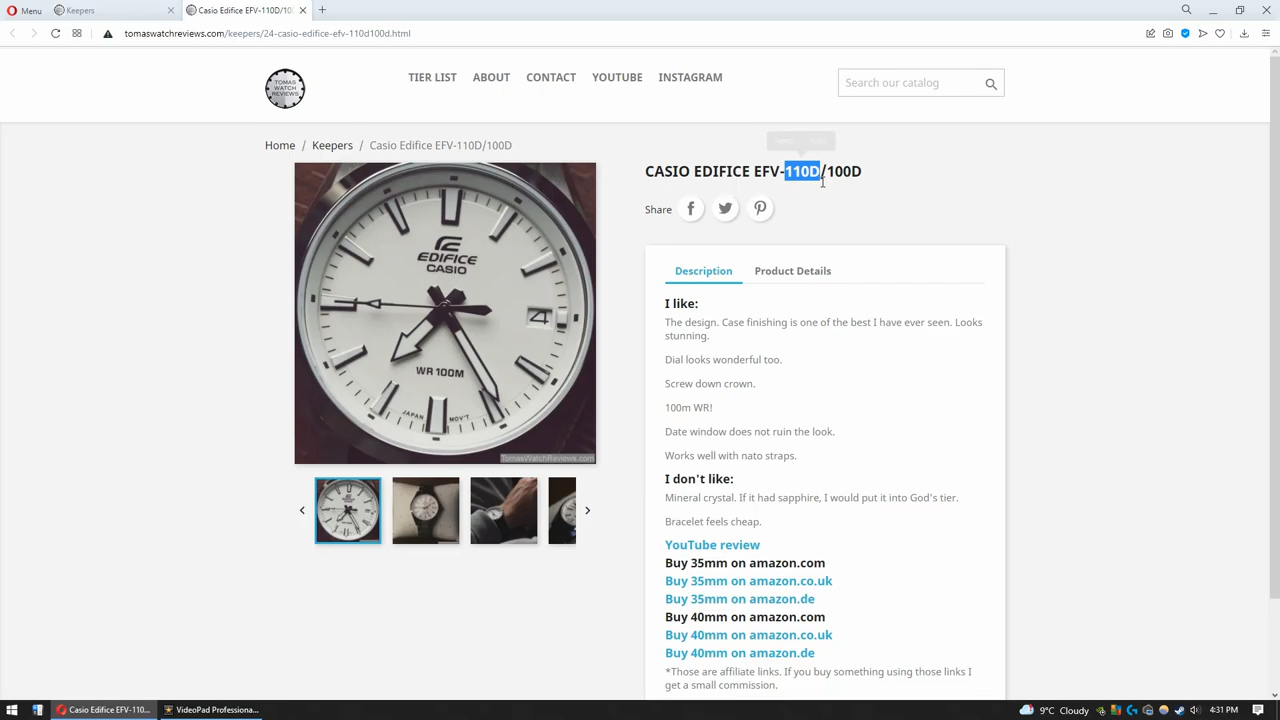 Menu
Keepers
Casio Edifice EFV-110D/100
tomaswatchreviews.com/keepers/24-casio-edifice-efv-110d100d.html
TOMAS
WATCH
REVIEWS
TIER LIST
ABOUT
CONTACT
YOUTUBE
INSTAGRAM
Search our catalog
Home / Keepers / Casio Edifice EFV-110D/100D
EDIFICE
CASIO
4
WR 100M
JAPAN MOV'T
TomasWatchReviews.com
CASIO EDIFICE EFV-110D/100D
Share
Description
Product Details
I like:
The design. Case finishing is one of the best I have ever seen. Looks
stunning.
Dial looks wonderful too.
Screw down crown.
100m WR!
Date window does not ruin the look.
Works well with nato straps.
I don't like:
Mineral crystal. If it had sapphire, I would put it into God's tier.
Bracelet feels cheap.
YouTube review
Buy 35mm on amazon.com
Buy 35mm on amazon.co.uk
Buy 35mm on amazon.de
Buy 40mm on amazon.com
Buy 40mm on amazon.co.uk
Buy 40mm on amazon.de
*Those are affiliate links. If you buy something using those links I
get a small commission.
Casio Edifice EFV-110...
VideoPad Professiona...
9°C Cloudy
4:31 PM